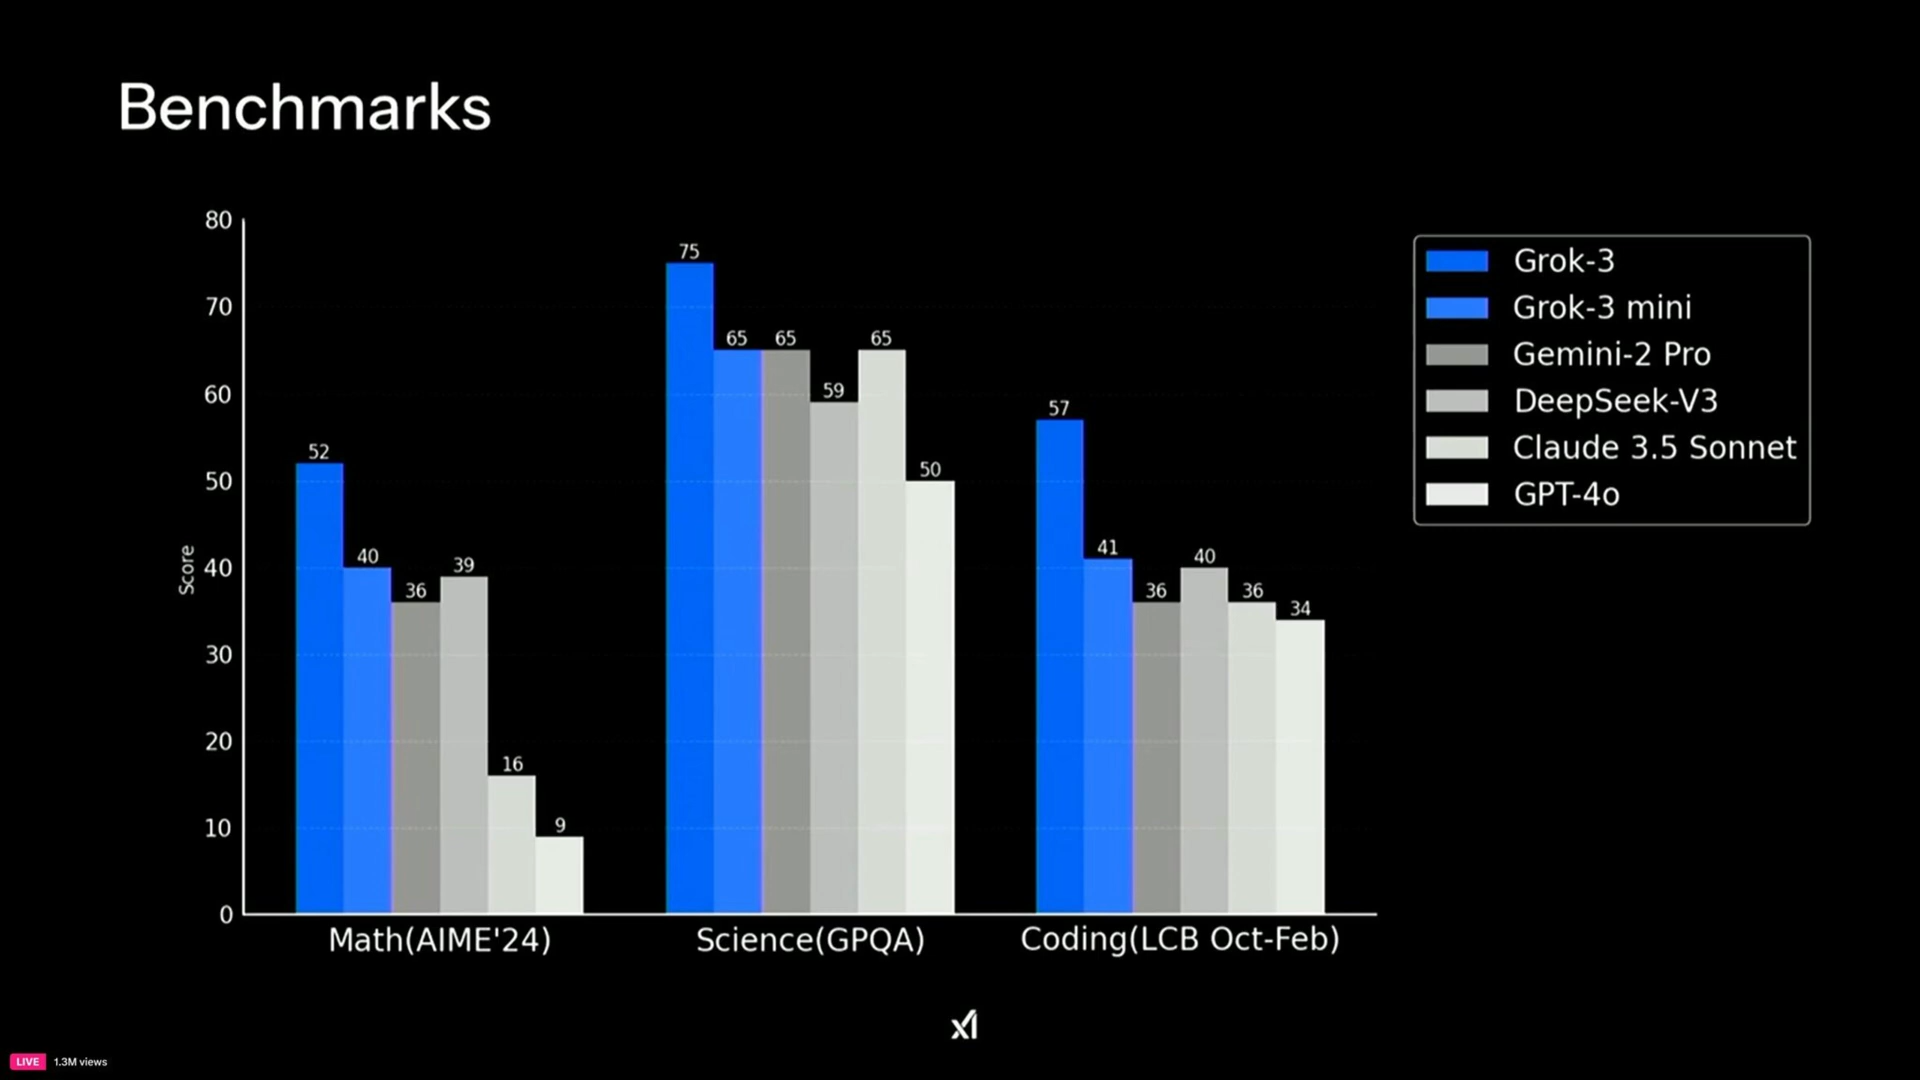 Benchmarks
80
70
60
50
40
30
20
10
0
Score
52
40
36
39
16
9
75
65
65
59
65
50
57
41
36
40
36
34
Math(AIME'24)
Science(GPQA)
Coding(LCB Oct-Feb)
Grok-3
Grok-3 mini
Gemini-2 Pro
DeepSeek-V3
Claude 3.5 Sonnet
GPT-4o
xI
LIVE 1.3M views